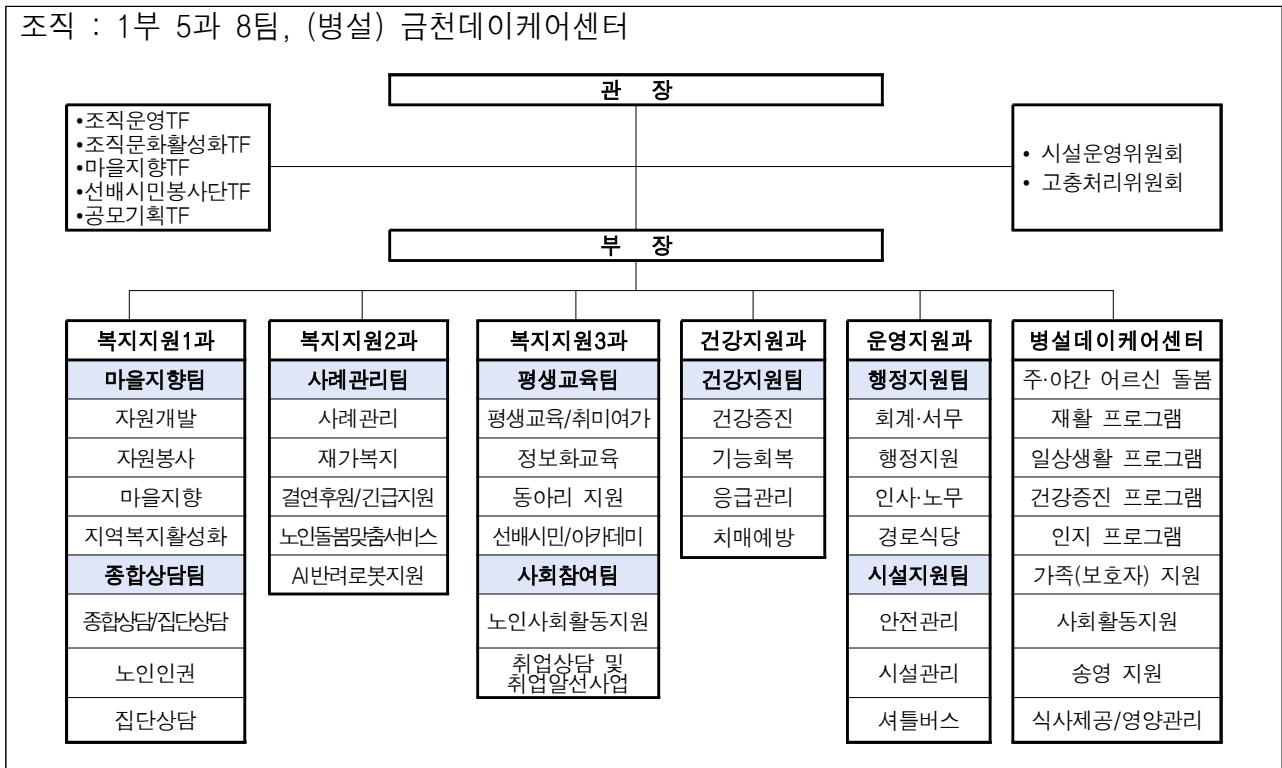 조직 : 1부 5과 8팀, (병설) 금천데이케어센터
관 장
•조직운영TF
•조직문화활성화TF
•마을지향TF
•선배시민봉사단TF
•공모기획TF
• 시설운영위원회
• 고충처리위원회
부 장
복지지원1과
마을지향팀
자원개발
자원봉사
마을지향
지역복지활성화
종합상담팀
종합상담/집단상담
노인인권
집단상담
복지지원2과
사례관리팀
사례관리
재가복지
결연후원/긴급지원
노인돌봄맞춤서비스
AI반려로봇지원
복지지원3과
평생교육팀
평생교육/취미여가
정보화교육
동아리 지원
선배시민/아카데미
사회참여팀
노인사회활동지원
취업상담 및
취업알선사업
건강지원과
건강지원팀
건강증진
기능회복
응급관리
치매예방
운영지원과
행정지원팀
회계·서무
행정지원
인사·노무
경로식당
시설지원팀
안전관리
시설관리
셔틀버스
병설데이케어센터
주·야간 어르신 돌봄
재활 프로그램
일상생활 프로그램
건강증진 프로그램
인지 프로그램
가족(보호자) 지원
사회활동지원
송영 지원
식사제공/영양관리